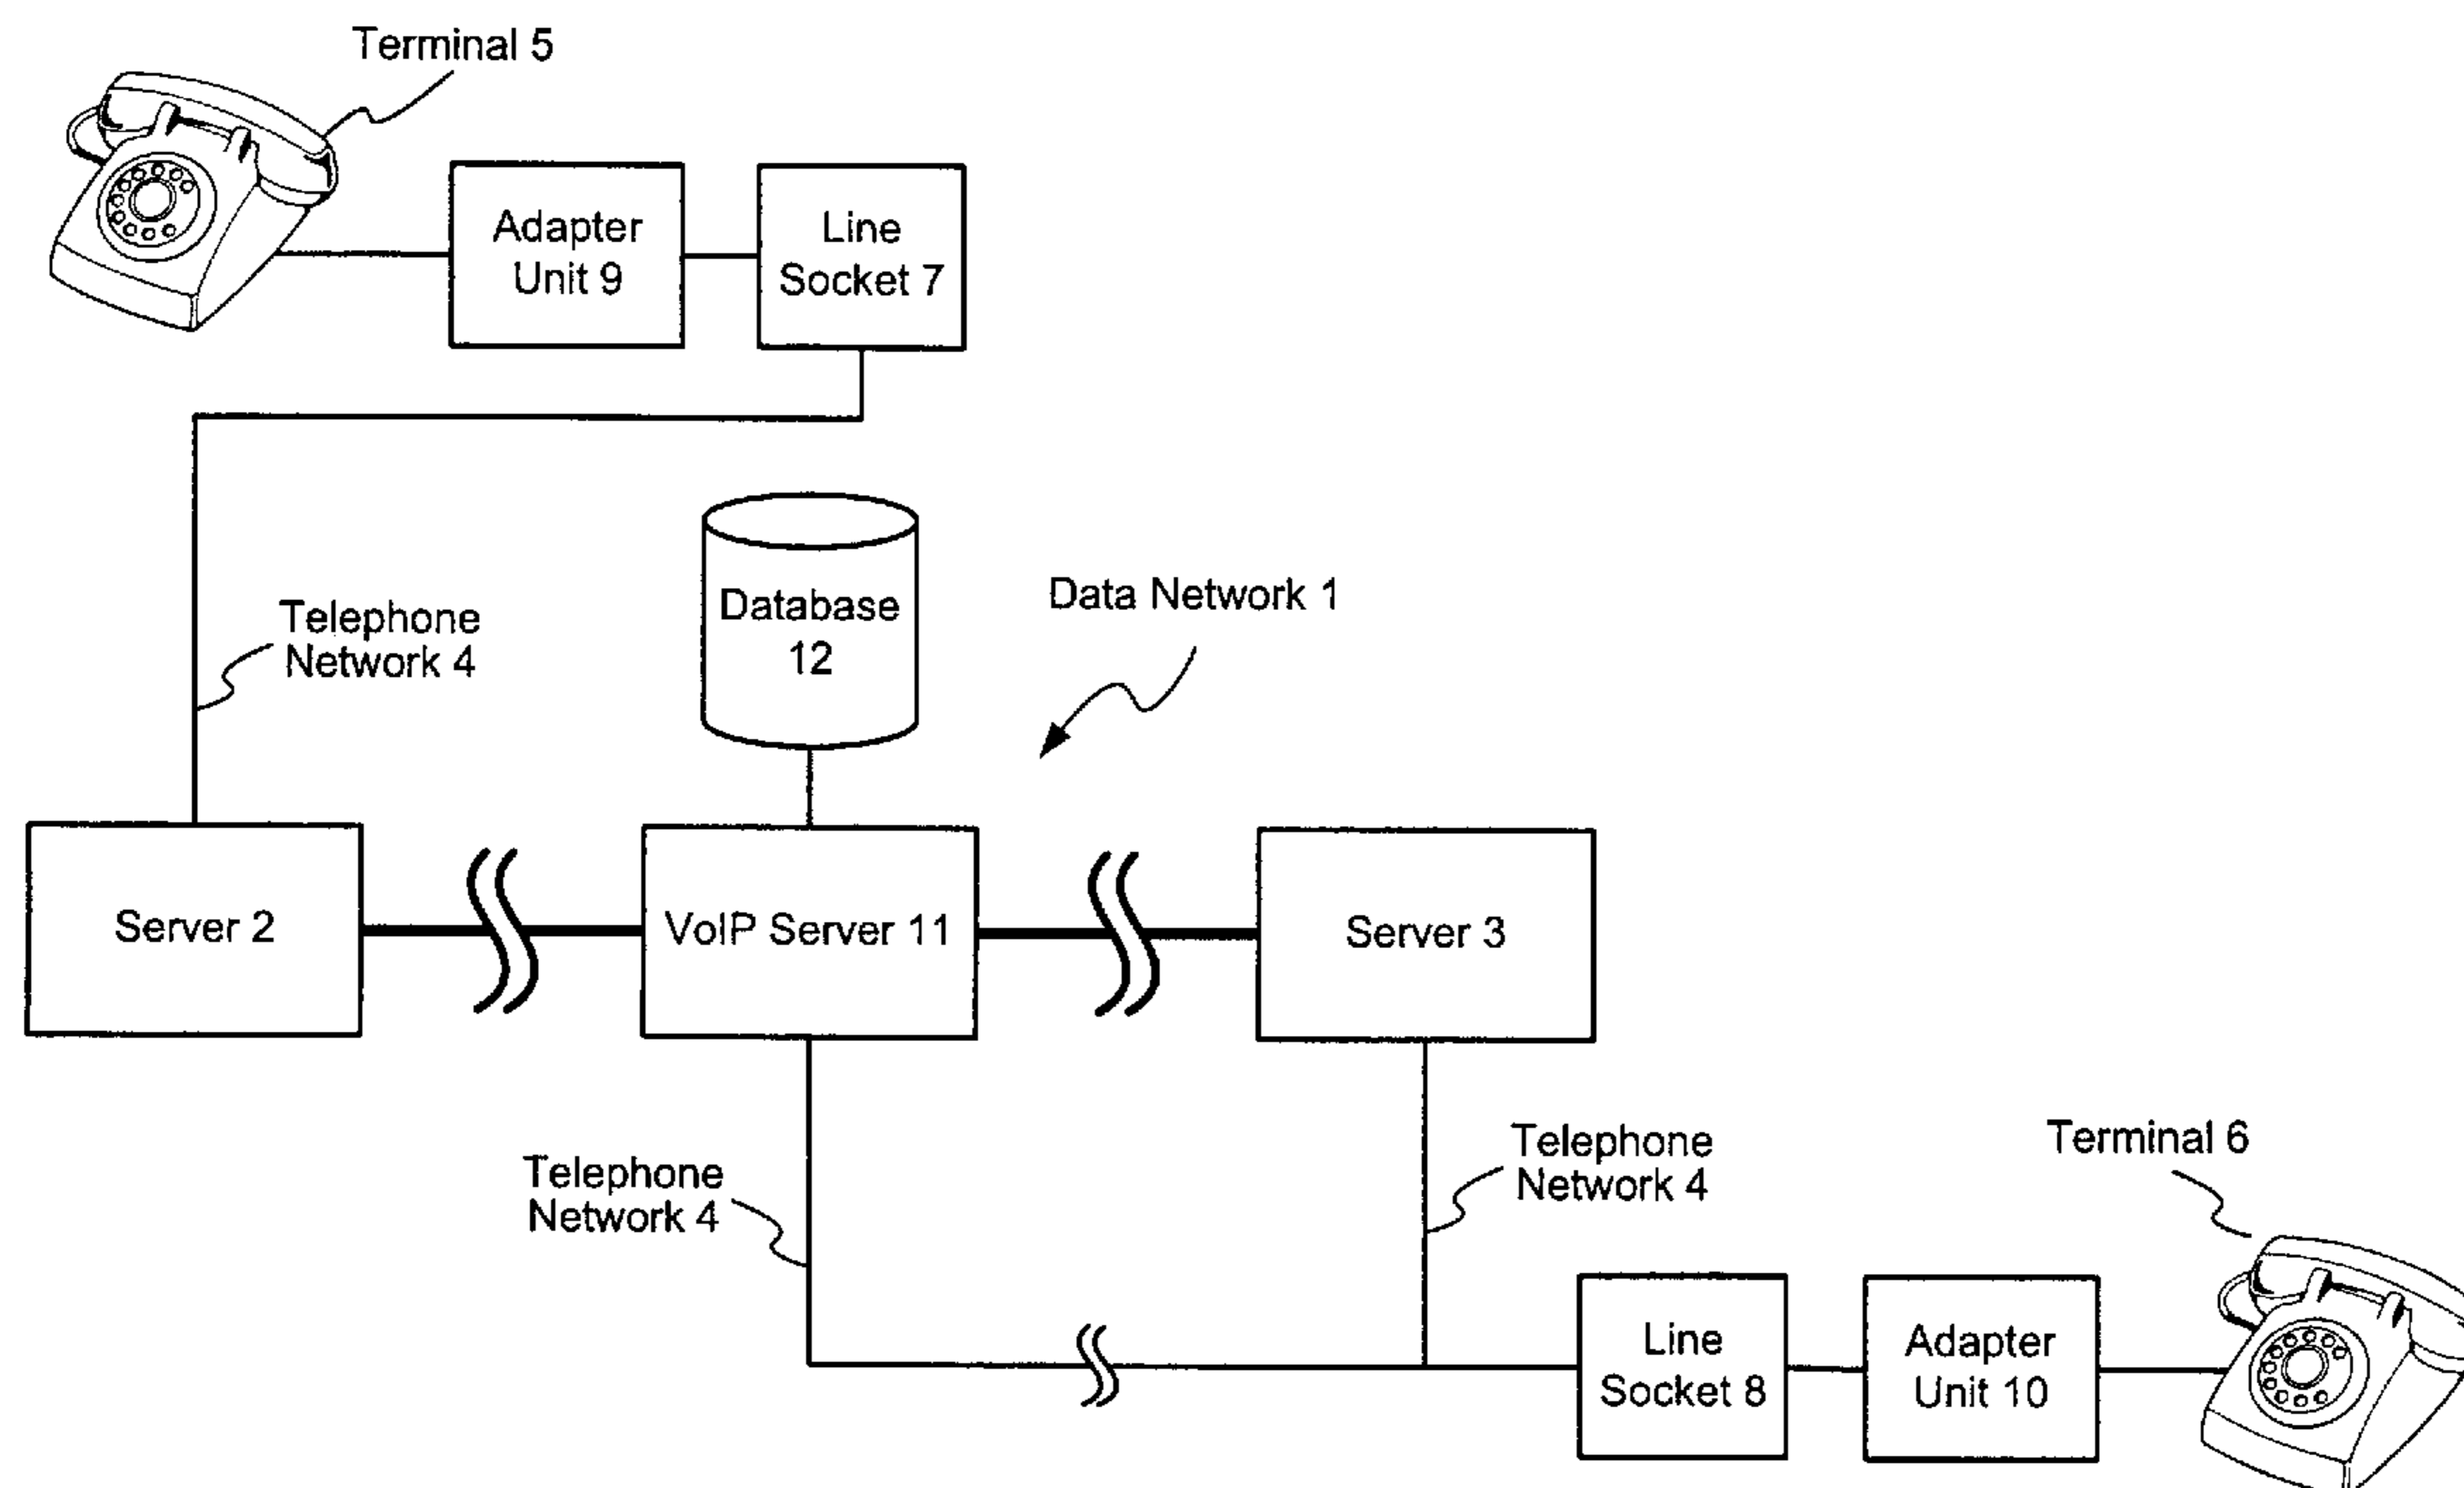 Terminal 5
Adapter
Unit 9
Line
Socket 7
Telephone
Network 4
Database
12
Data Network 1
Server 2
VoIP Server 11
Server 3
Telephone
Network 4
Telephone
Network 4
Terminal 6
Line
Socket 8
Adapter
Unit 10